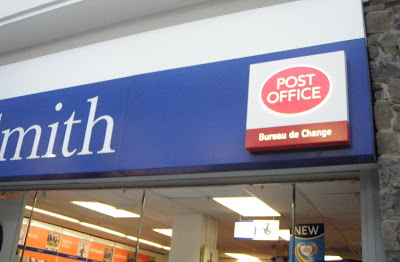 mith
POST
OFFICE
Bureau de Change
NEW